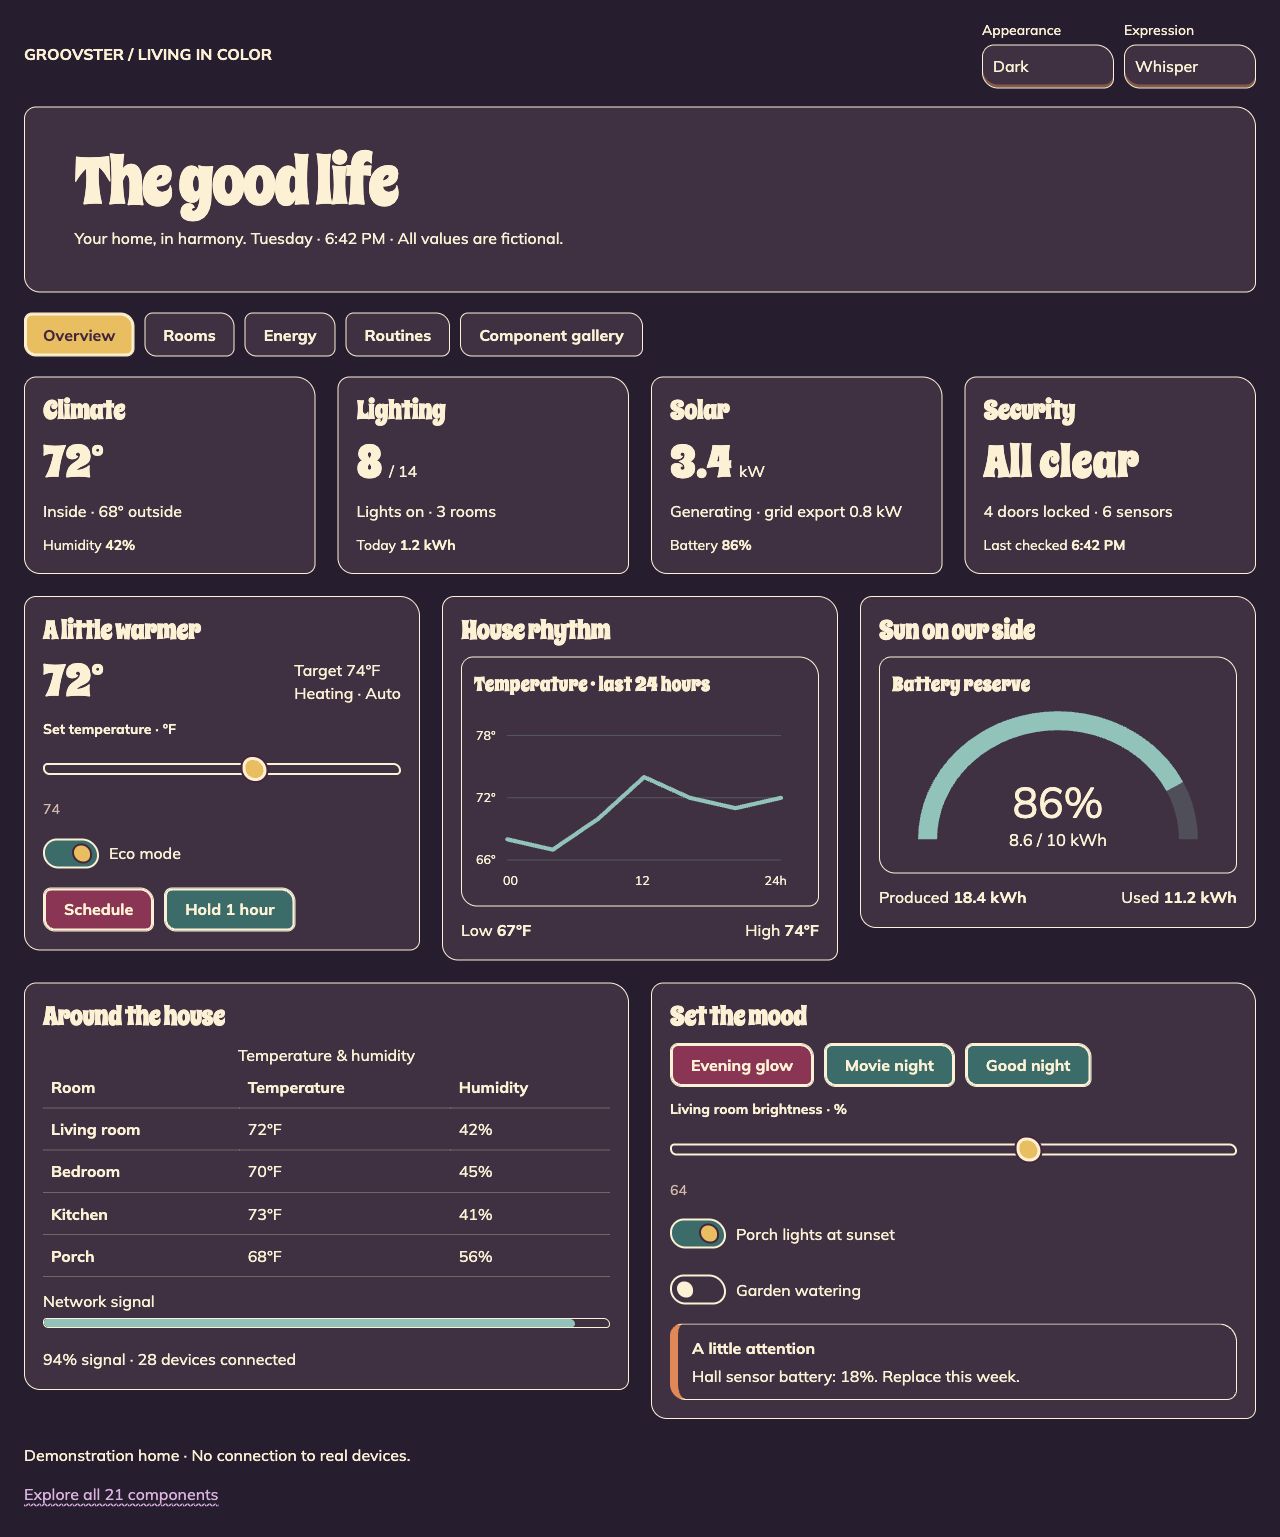 GROOVSTER / LIVING IN COLOR
Appearance
Expression
Dark
Whisper
The good life
Your home, in harmony. Tuesday · 6:42 PM · All values are fictional.
Overview
Rooms
Energy
Routines
Component gallery
Climate
72°
Inside · 68° outside
Humidity 42%
Lighting
8 / 14
Lights on · 3 rooms
Today 1.2 kWh
Solar
3.4 kW
Generating · grid export 0.8 kW
Battery 86%
Security
All clear
4 doors locked · 6 sensors
Last checked 6:42 PM
A little warmer
72°
Target 74°F
Heating · Auto
Set temperature · °F
74
Eco mode
Schedule
Hold 1 hour
House rhythm
Temperature · last 24 hours
78°
72°
66°
00 12 24h
Low 67°F
High 74°F
Sun on our side
Battery reserve
86%
8.6 / 10 kWh
Produced 18.4 kWh
Used 11.2 kWh
Around the house
Temperature & humidity
Room Temperature Humidity
Living room 72°F 42%
Bedroom 70°F 45%
Kitchen 73°F 41%
Porch 68°F 56%
Network signal
94% signal · 28 devices connected
Set the mood
Evening glow
Movie night
Good night
Living room brightness · %
64
Porch lights at sunset
Garden watering
A little attention
Hall sensor battery: 18%. Replace this week.
Demonstration home · No connection to real devices.
Explore all 21 components